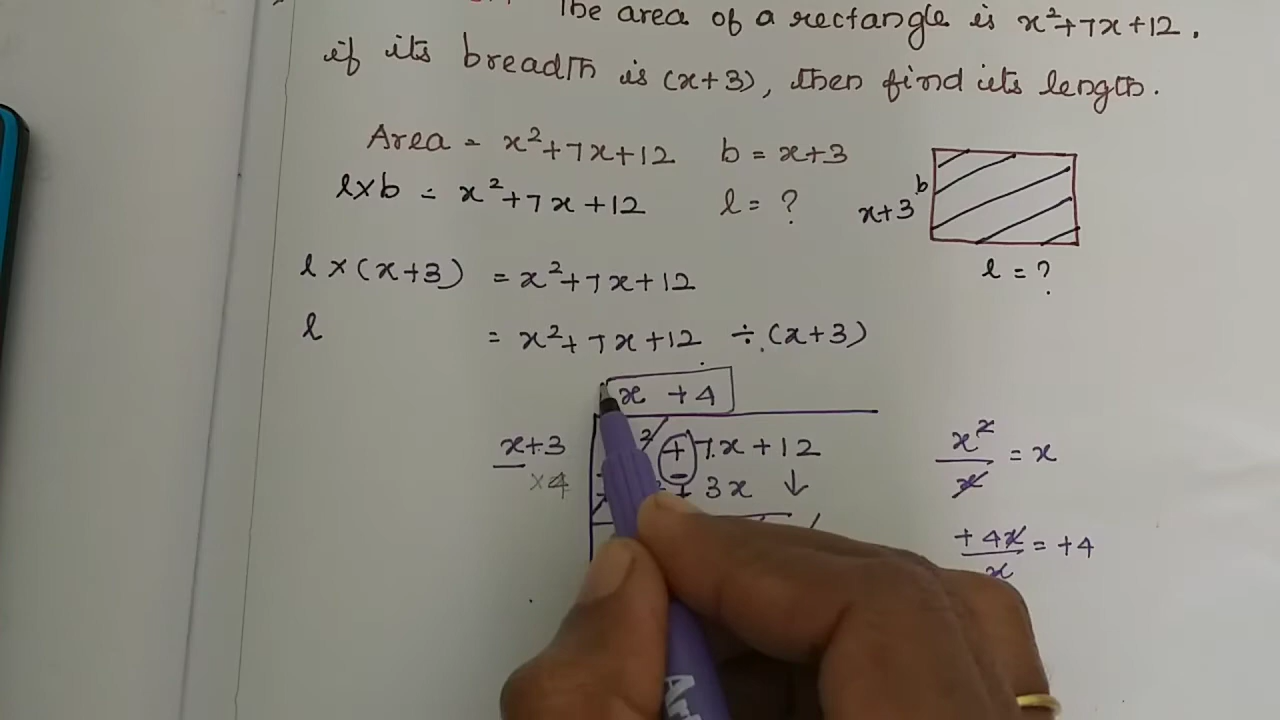 The area of a rectangle is x²+7x+12.
if its breadth is (x+3), then find its length.
Area = x²+7x+12 b = x+3
l×b = x²+7x+12 l = ?
b
x+3
l = ?
l×(x+3) = x²+7x+12
l = x²+7x+12 ÷ (x+3)
x +4
x+3 2 +7x+12
×4 + 3x ↓
-
x²/x = x
+4x/x = +4